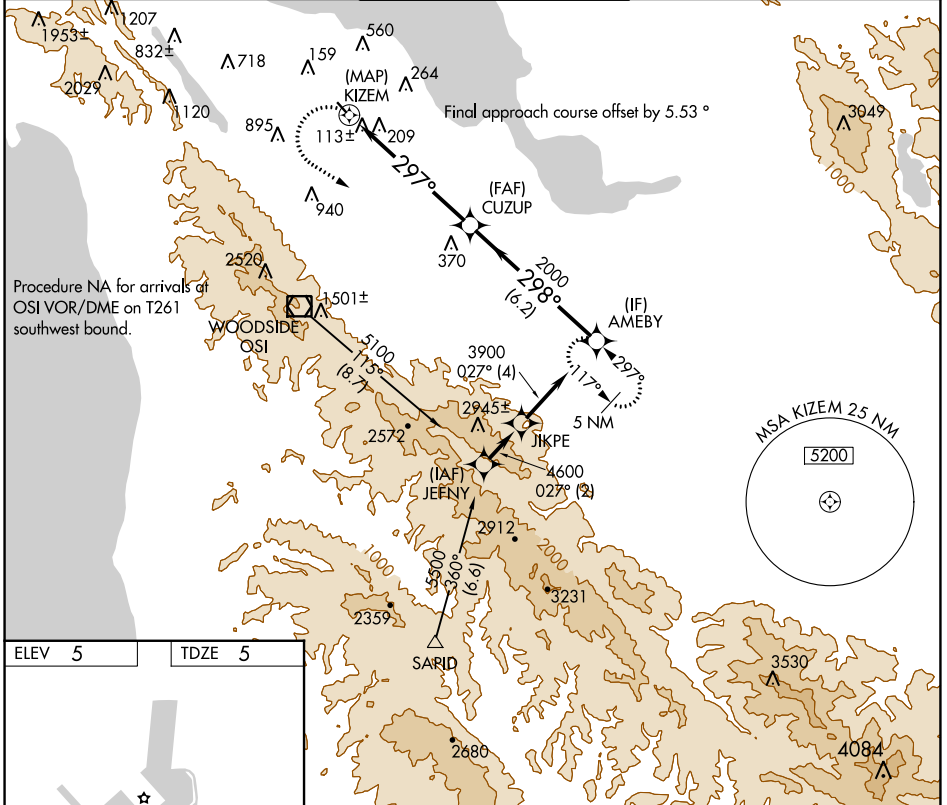 1207
1953±
832±
560
718
159
264
2029
(MAP)
KIZEM
1120
Final approach course offset by 5.53 °
3049
895
113±
209
1000
297°
940
(FAF)
CUZUP
370
2520
2000
298°
(6.2)
Procedure NA for arrivals at
OSI VOR/DME on T261
southwest bound.
1501±
(IF)
AMEBY
WOODSIDE
OSI
5100
115°
(8.7)
3900
027° (4)
297°
117°
5 NM
2945±
JIKPE
2572
MSA KIZEM 25 NM
5200
(IAF)
JEFNY
4600
027° (2)
2912
2000
1000
5500
360°
(6.6)
3231
2359
SAPID
ELEV 5
TDZE 5
3530
2680
4084